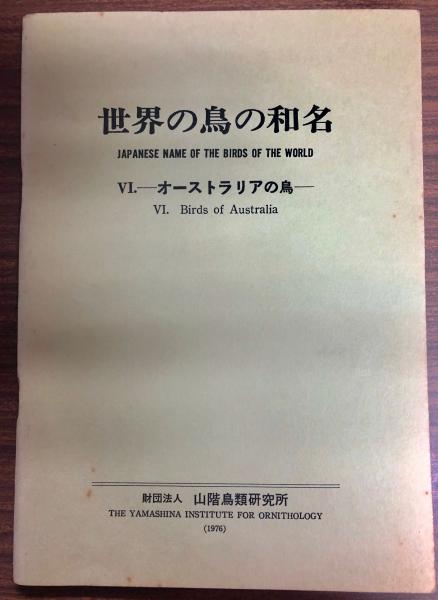 世界の鳥の和名
JAPANESE NAME OF THE BIRDS OF THE WORLD
VI.—オーストラリアの鳥—
VI. Birds of Australia
財団法人 山階鳥類研究所
THE YAMASHINA INSTITUTE FOR ORNITHOLOGY
(1976)